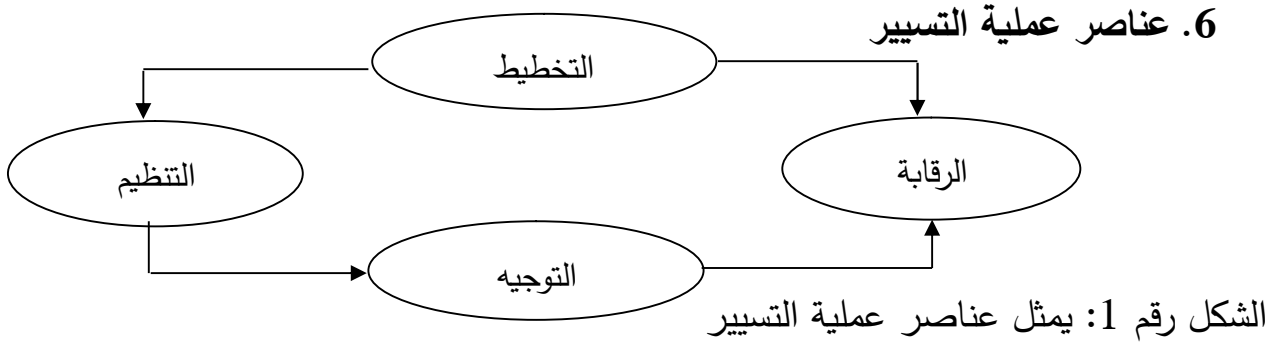 6. عناصر عملية التسيير
التخطيط
الرقابة
التنظيم
التوجيه
الشكل رقم 1: يمثل عناصر عملية التسيير